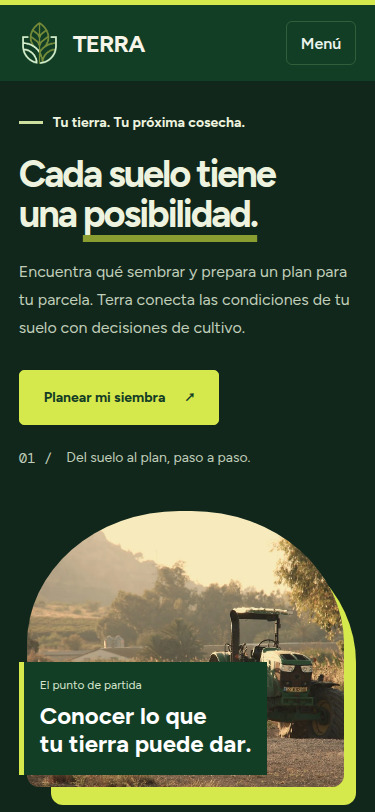 TERRA
Menú
Tu tierra. Tu próxima cosecha.
Cada suelo tiene
una posibilidad.
Encuentra qué sembrar y prepara un plan para
tu parcela. Terra conecta las condiciones de tu
suelo con decisiones de cultivo.
Planear mi siembra ↗
01 / Del suelo al plan, paso a paso.
El punto de partida
Conocer lo que
tu tierra puede dar.